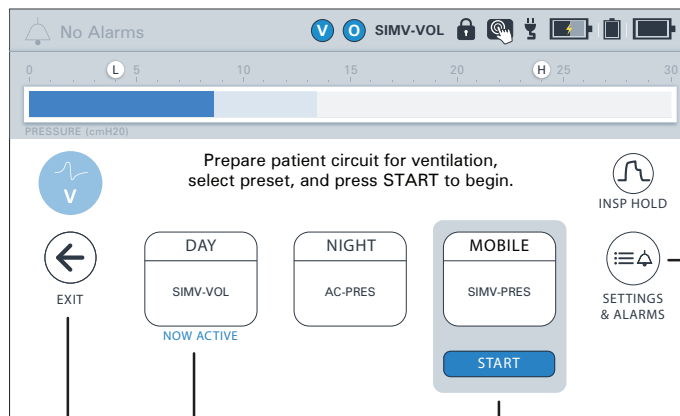 No Alarms
V O SIMV-VOL
0 L 5 10 15 20 H 25 30
PRESSURE (cmH20)
Prepare patient circuit for ventilation,
select preset, and press START to begin.
V
INSP HOLD
DAY NIGHT MOBILE
SIMV-VOL AC-PRES SIMV-PRES
EXIT
SETTINGS
& ALARMS
NOW ACTIVE
START